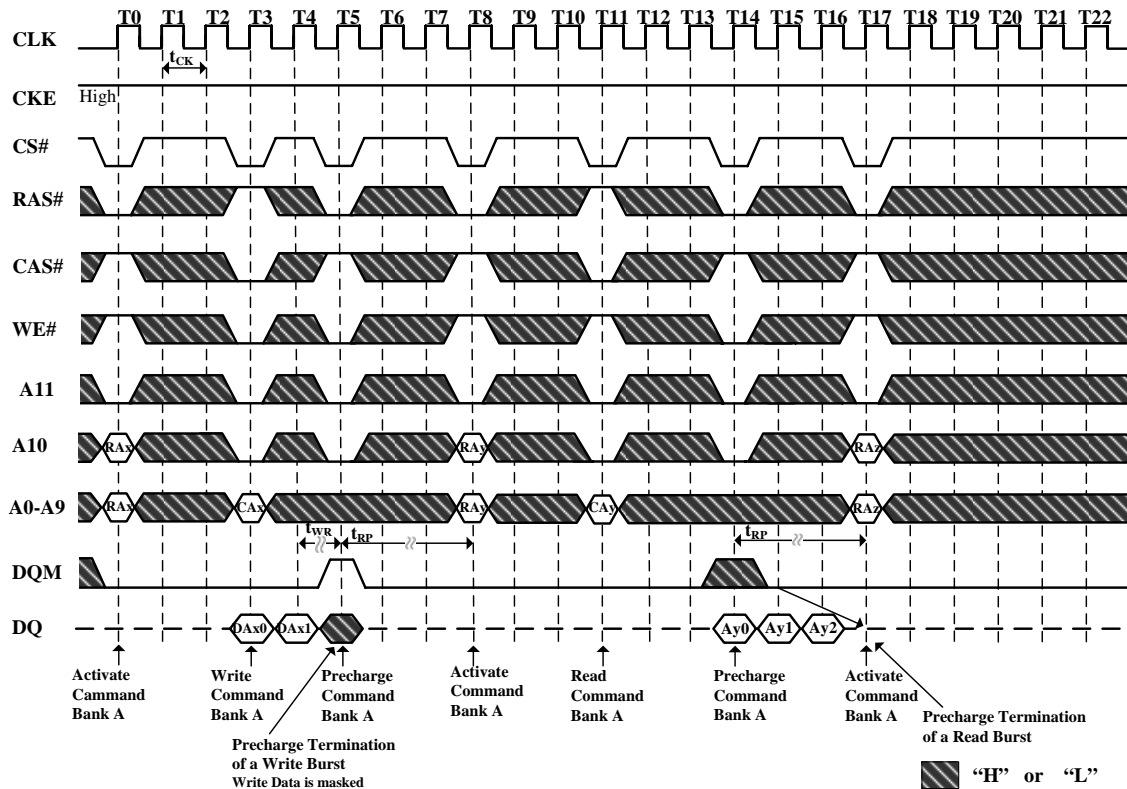 T0 T1 T2 T3 T4 T5 T6 T7 T8 T9 T10 T11 T12 T13 T14 T15 T16 T17 T18 T19 T20 T21 T22
CLK
tCK
CKE
High
CS#
RAS#
CAS#
WE#
A11
A10
RAx
RAy
RAz
A0-A9
RAx
CAx
RAy
CAy
RAz
tWR
tRP
tRP
DQM
DQ
DAx0
DAx1
Ay0
Ay1
Ay2
Activate
Cammand
Bank A
Write
Command
Bank A
Precharge
Command
Bank A
Activate
Command
Bank A
Read
Command
Bank A
Precharge
Command
Bank A
Activate
Command
Bank A
Precharge Termination
of a Write Burst
Write Data is masked
Precharge Termination
of a Read Burst
“H” or “L”